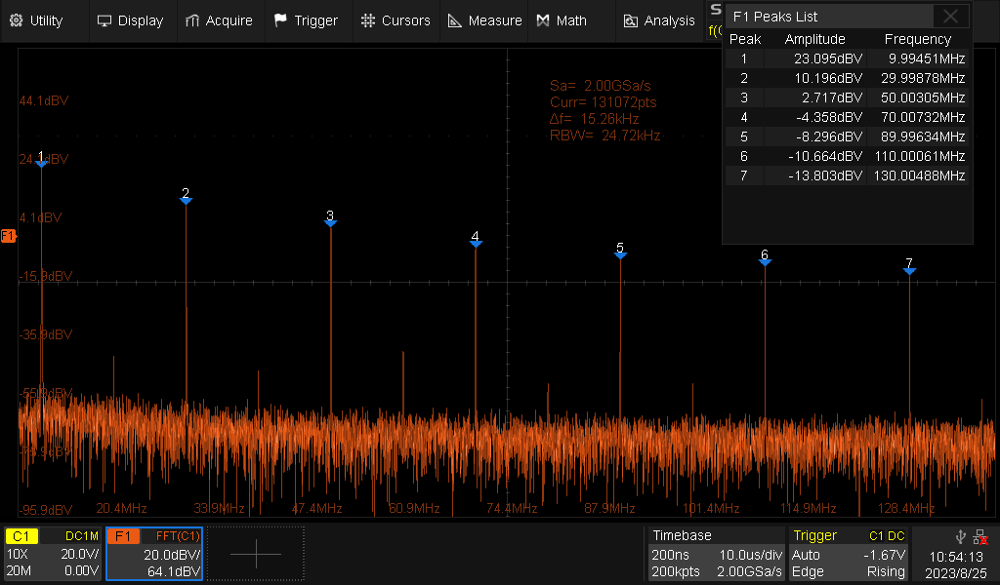 Utility Display Acquire Trigger Cursors Measure Math Analysis S
f(
F1 Peaks List
Peak Amplitude Frequency
1 23.095dBV 9.99451MHz
2 10.196dBV 29.99878MHz
3 2.717dBV 50.00305MHz
4 -4.358dBV 70.00732MHz
5 -8.296dBV 89.99634MHz
6 -10.664dBV 110.00061MHz
7 -13.803dBV 130.00488MHz
Sa= 2.00GSa/s
Curr= 131072pts
Δf= 15.26kHz
RBW= 24.72kHz
44.1dBV
24.1dBV
4.1dBV
-15.9dBV
-35.9dBV
-55.9dBV
-75.9dBV
-95.9dBV
1
2
3
4
5
6
7
F1
20.4MHz 33.9MHz 47.4MHz 60.9MHz 74.4MHz 87.9MHz 101.4MHz 114.9MHz 128.4MHz
C1 DC1M
10X 20.0V/
20M 0.00V
F1 FFT(C1)
20.0dBV/
64.1dBV
Timebase
200ns 10.0us/div
200kpts 2.00GSa/s
Trigger C1 DC
Auto -1.67V
Edge Rising
10:54:13
2023/8/25